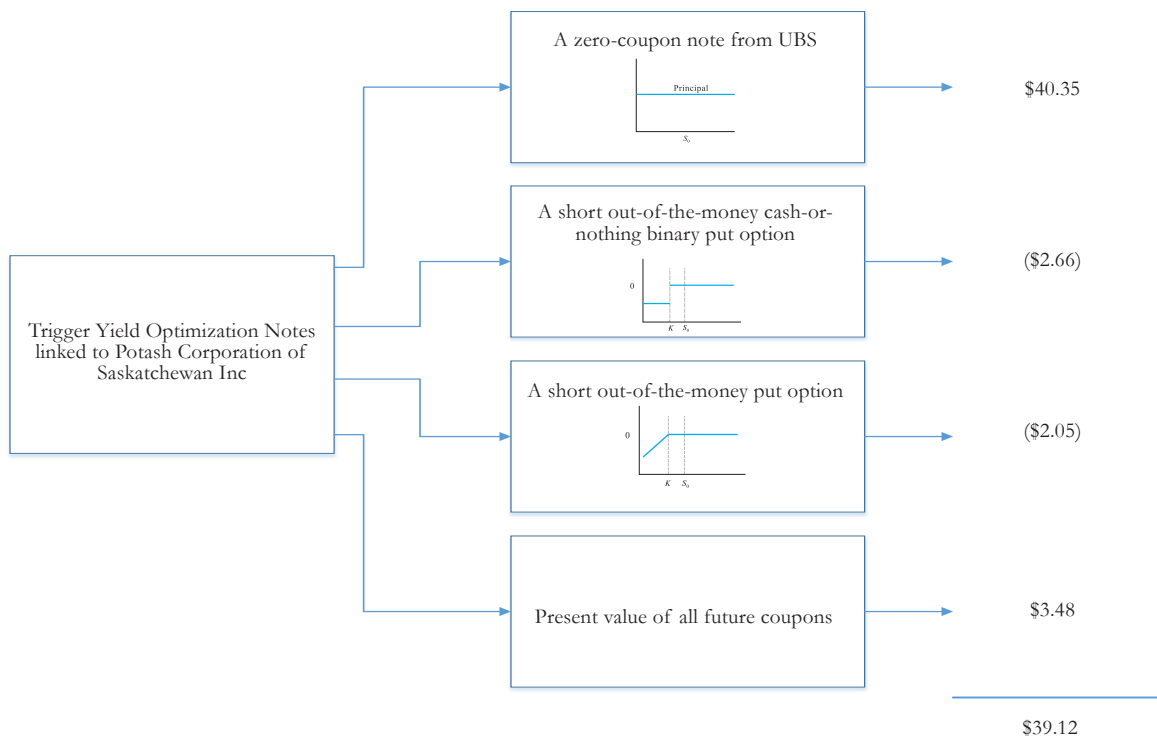 Trigger Yield Optimization Notes
linked to Potash Corporation of
Saskatchewan Inc
A zero-coupon note from UBS
Principal
S₀
$40.35
A short out-of-the-money cash-or-
nothing binary put option
0
K S₀
($2.66)
A short out-of-the-money put option
0
K S₀
($2.05)
Present value of all future coupons
$3.48
$39.12